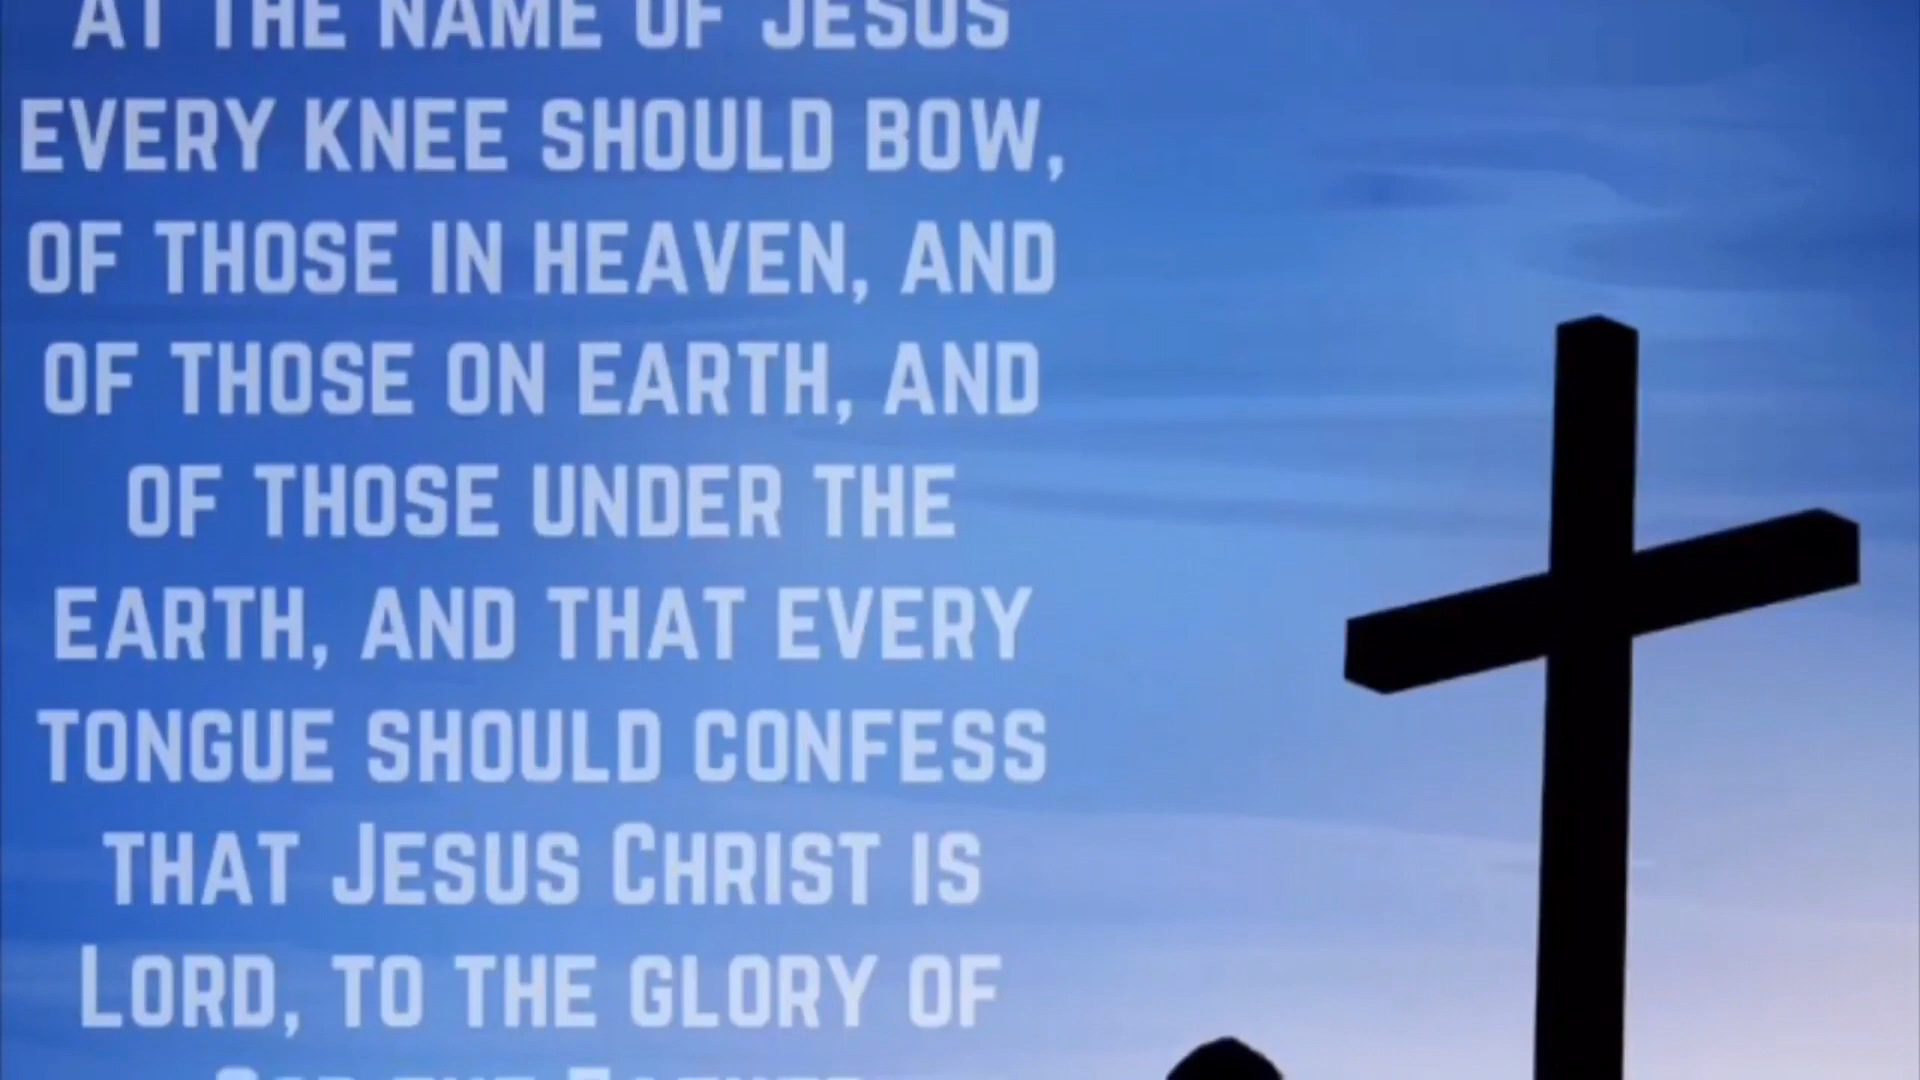 AT THE NAME OF JESUS
EVERY KNEE SHOULD BOW,
OF THOSE IN HEAVEN, AND
OF THOSE ON EARTH, AND
OF THOSE UNDER THE
EARTH, AND THAT EVERY
TONGUE SHOULD CONFESS
THAT JESUS CHRIST IS
LORD, TO THE GLORY OF